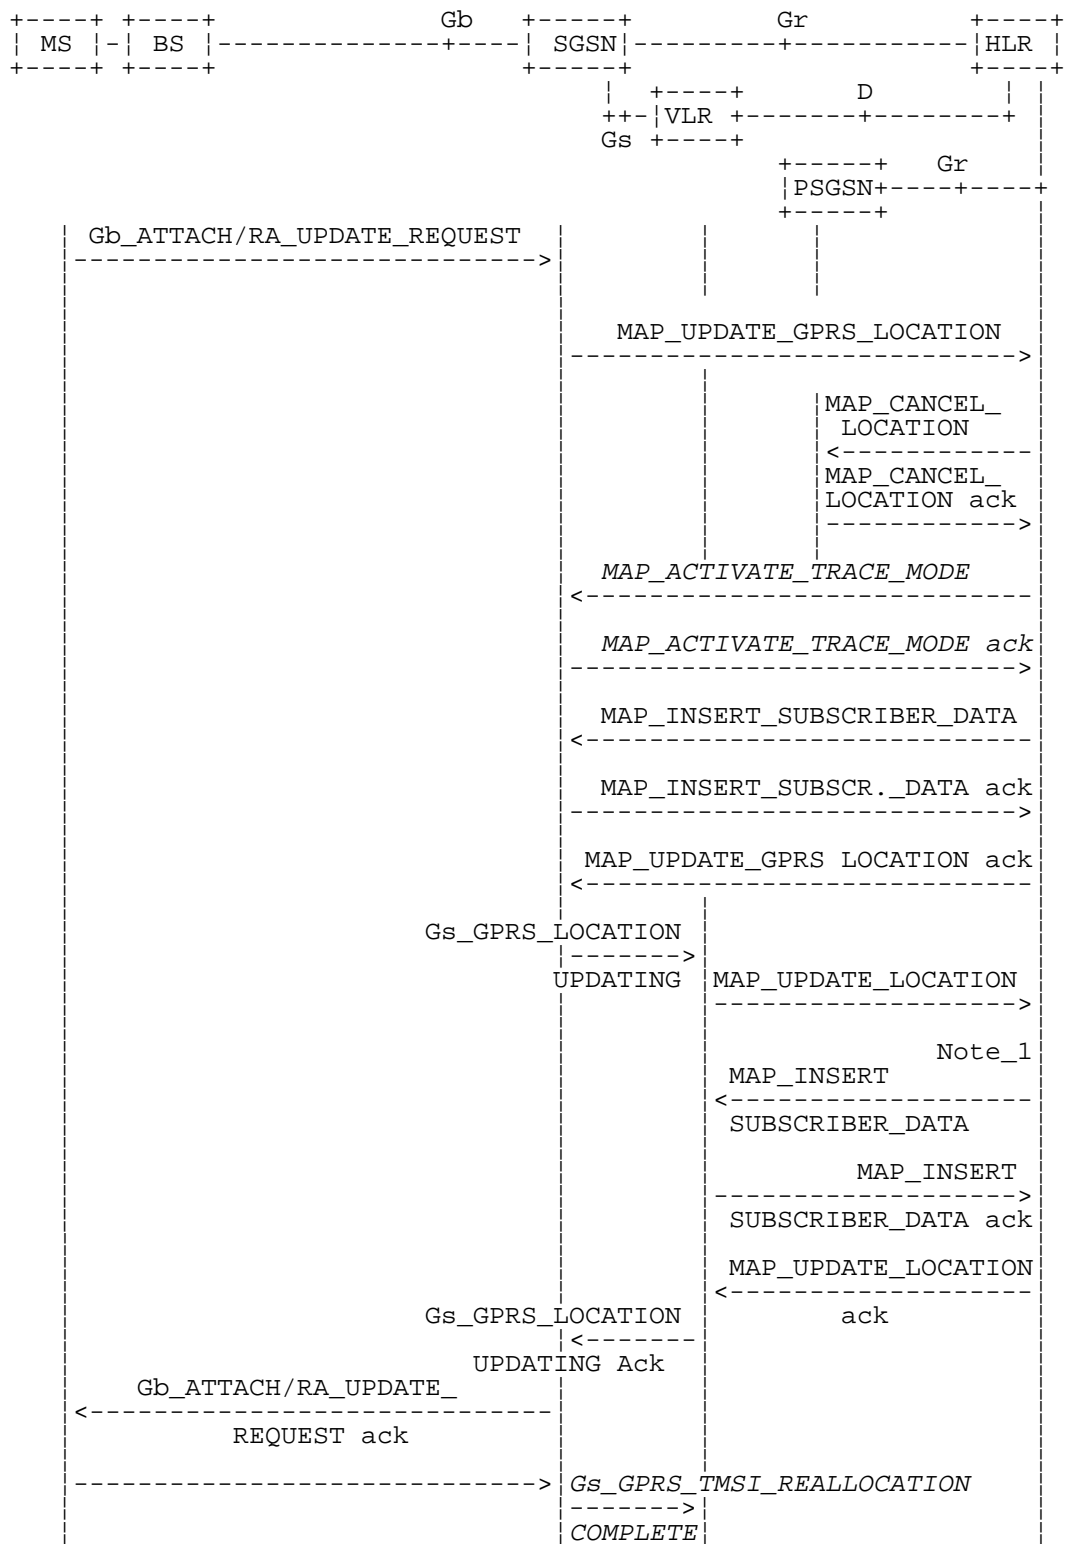 Gb Gr
MS BS SGSN HLR
D
VLR
Gs
Gr
PSGSN
Gb_ATTACH/RA_UPDATE_REQUEST
MAP_UPDATE_GPRS_LOCATION
MAP_CANCEL_
LOCATION
MAP_CANCEL_
LOCATION ack
MAP_ACTIVATE_TRACE_MODE
MAP_ACTIVATE_TRACE_MODE ack
MAP_INSERT_SUBSCRIBER_DATA
MAP_INSERT_SUBSCR._DATA ack
MAP_UPDATE_GPRS LOCATION ack
Gs_GPRS_LOCATION
UPDATING MAP_UPDATE_LOCATION
Note_1
MAP_INSERT
SUBSCRIBER_DATA
MAP_INSERT
SUBSCRIBER_DATA ack
MAP_UPDATE_LOCATION
Gs_GPRS_LOCATION ack
UPDATING Ack
Gb_ATTACH/RA_UPDATE_
REQUEST ack
Gs_GPRS_TMSI_REALLOCATION
COMPLETE